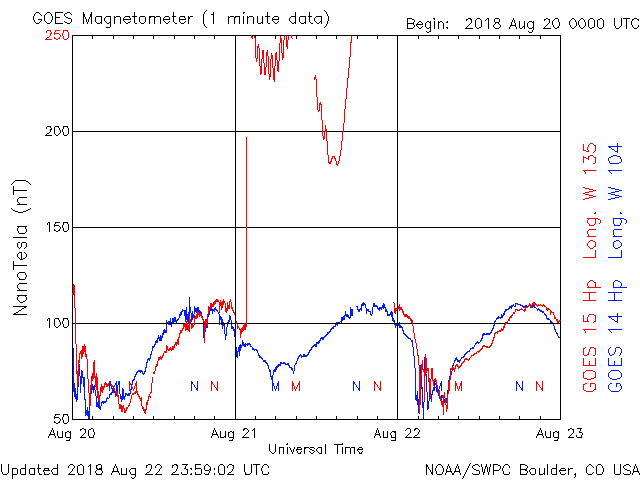 GOES Magnetometer (1 minute data)
Begin: 2018 Aug 20 0000 UTC
250
200
150
100
50
NanoTesla (nT)
M M N N M M N N M M N N
Aug 20 Aug 21 Aug 22 Aug 23
Universal Time
GOES 15 Hp Long. W 135
GOES 14 Hp Long. W 104
Updated 2018 Aug 22 23:59:02 UTC
NOAA/SWPC Boulder, CO USA